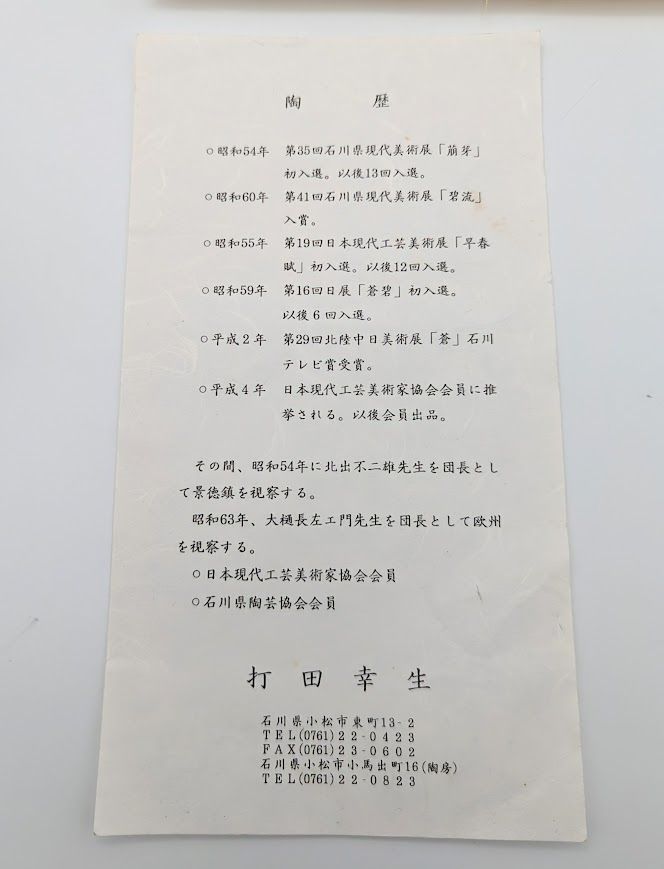 陶歴
○昭和54年 第35回石川県現代美術展「萠芽」
初入選。以後13回入選。
○昭和60年 第41回石川県現代美術展「碧流」
入賞。
○昭和55年 第19回日本現代工芸美術展「早春
賦」初入選。以後12回入選。
○昭和59年 第16回日展「蒼碧」初入選。
以後6回入選。
○平成2年 第29回北陸中日美術展「蒼」石川
テレビ賞受賞。
○平成4年 日本現代工芸美術家協会会員に推
挙される。以後会員出品。
その間、昭和54年に北出不二雄先生を団長とし
て景徳鎮を視察する。
昭和63年、大樋長左エ門先生を団長として欧州
を視察する。
○日本現代工芸美術家協会会員
○石川県陶芸協会会員
打田幸生
石川県小松市東町13-2
TEL(0761)22-0423
FAX(0761)23-0602
石川県小松市小馬出町16(陶房)
TEL(0761)22-0823